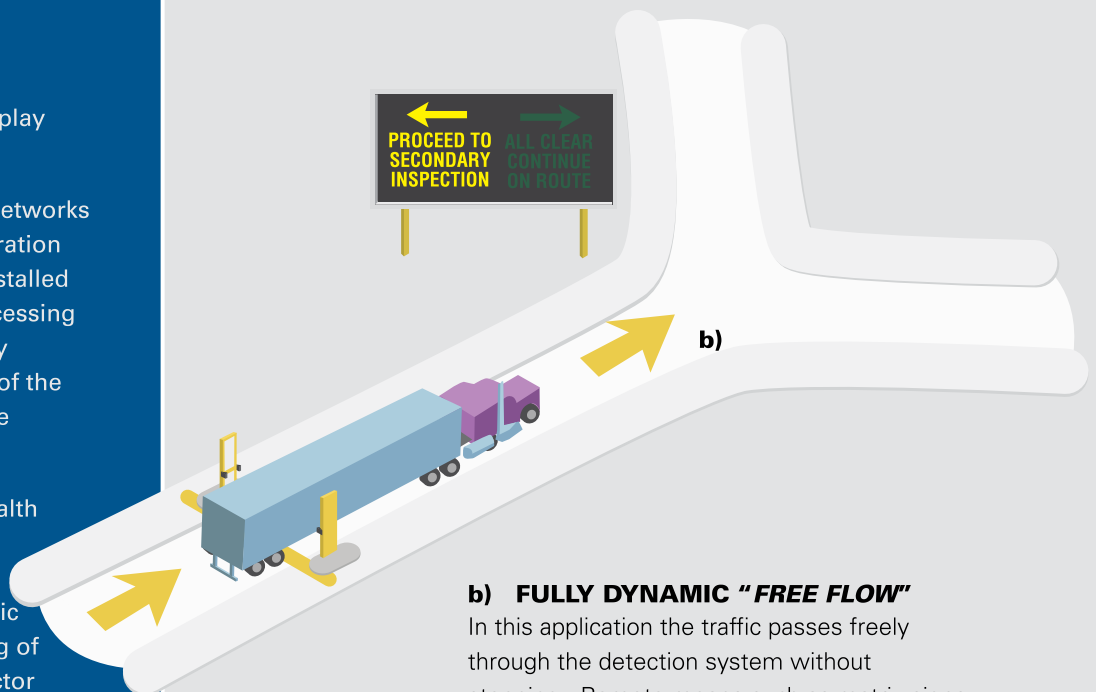 play
etworks
ration
stalled
cessing
y
of the
e
alth
ic
g of
ctor
PROCEED TO
SECONDARY
INSPECTION
ALL CLEAR
CONTINUE
ON ROUTE
b)
b) FULLY DYNAMIC “FREE FLOW”
In this application the traffic passes freely
through the detection system without